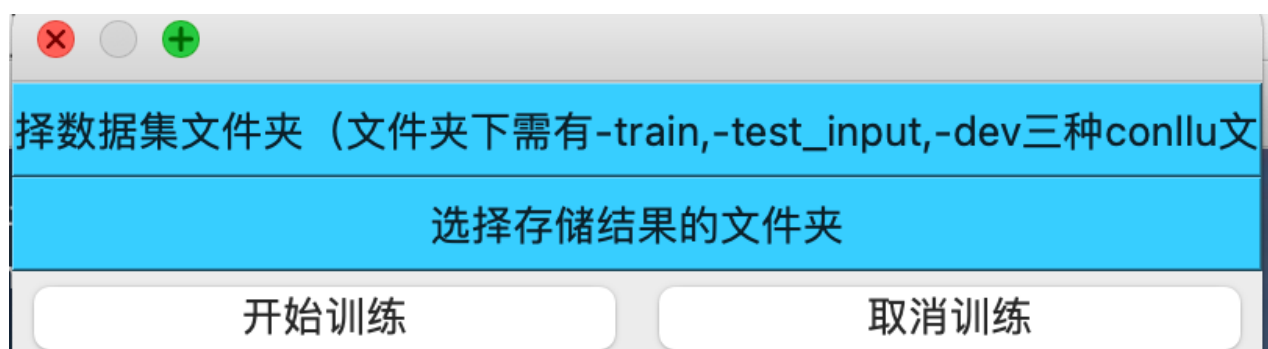 择数据集文件夹（文件夹下需有-train,-test_input,-dev三种conllu文
选择存储结果的文件夹
开始训练
取消训练